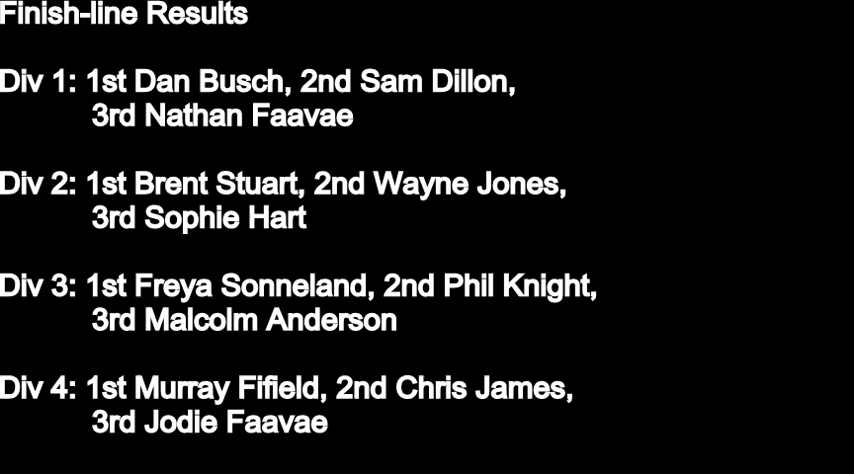 Finish-line Results
Div 1: 1st Dan Busch, 2nd Sam Dillon,
3rd Nathan Faavae
Div 2: 1st Brent Stuart, 2nd Wayne Jones,
3rd Sophie Hart
Div 3: 1st Freya Sonneland, 2nd Phil Knight,
3rd Malcolm Anderson
Div 4: 1st Murray Fifield, 2nd Chris James,
3rd Jodie Faavae